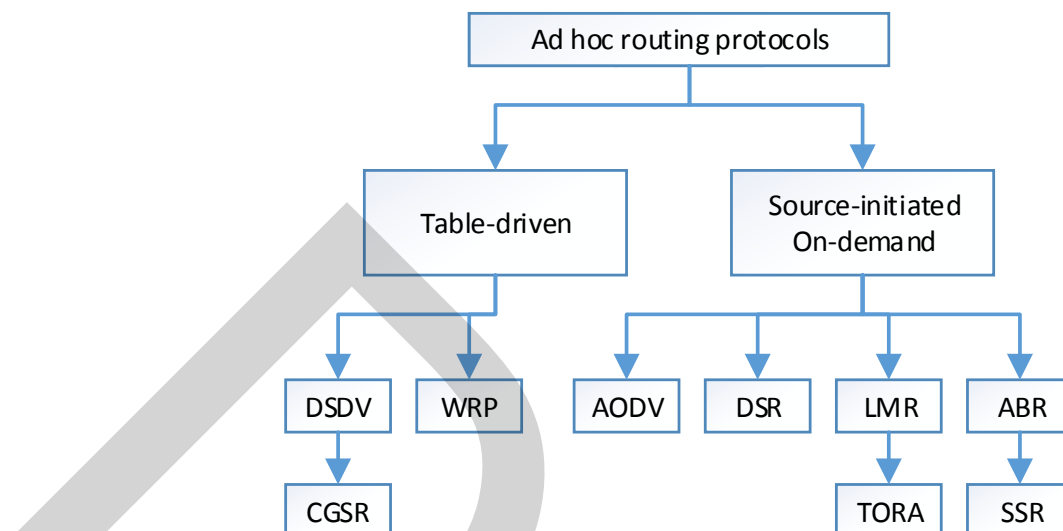 Ad hoc routing protocols
Table-driven
Source-initiated
On-demand
DSDV
WRP
AODV
DSR
LMR
ABR
CGSR
TORA
SSR